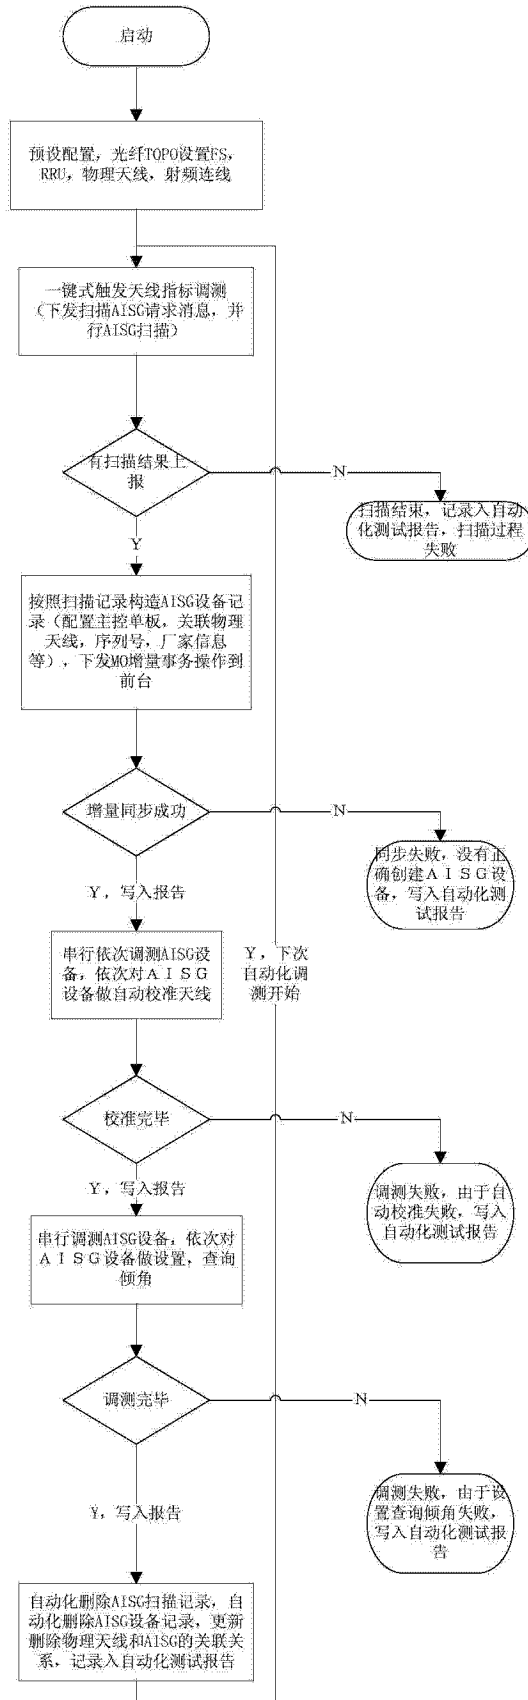 启动
预设配置，光纤TOPO设置FS，
RRU，物理天线，射频连线
一键式触发天线指标调测
（下发扫描AISG请求消息，并
行AISG扫描）
有扫描结果上
报
N
扫描结束，记录入自动
化测试报告，扫描过程
失败
Y
按照扫描记录构造AISG设备记
录（配置主控单板，关联物理
天线，序列号，厂家信息
等），下发MO增量事务操作到
前台
增量同步成功
N
同步失败，没有正
确创建AISG设
备，写入自动化测
试报告
Y，写入报告
串行依次调测AISG设
备，依次对AISG
设备做自动校准天线
Y，下次
自动化调
测开始
校准完毕
N
调测失败，由于自
动校准失败，写入
自动化测试报告
Y，写入报告
串行调测AISG设备，依次对
AISG设备做设置，查询
倾角
调测完毕
N
调测失败，由于设
置查询倾角失败，
写入自动化测试报
告
Y，写入报告
自动化删除AISG扫描记录，自
动化删除AISG设备记录，更新
删除物理天线和AISG的关联关
系，记录入自动化测试报告